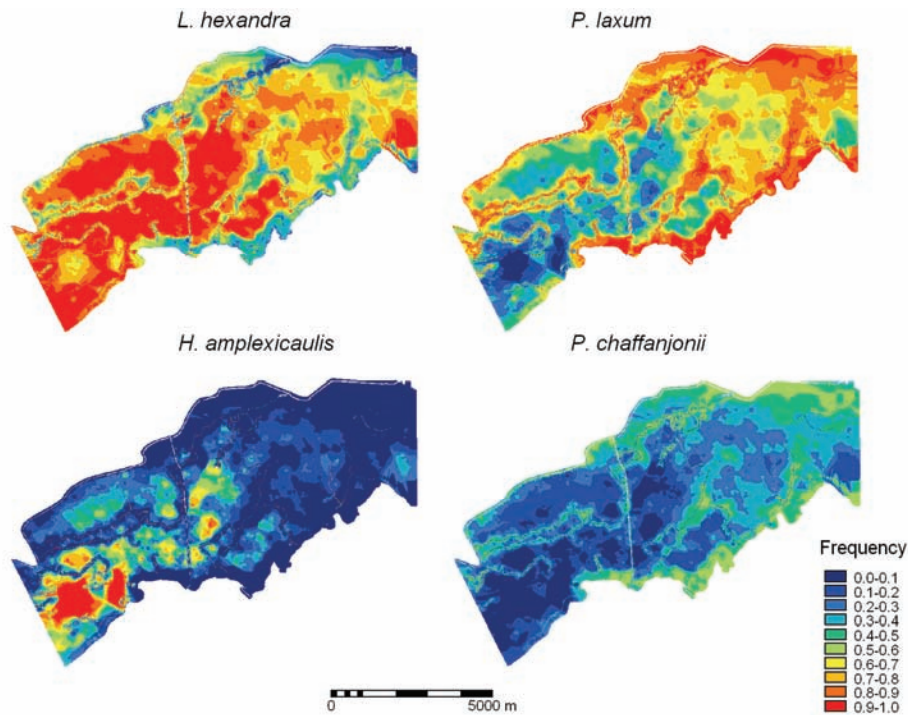 L. hexandra
P. laxum
H. amplexicaulis
P. chaffanjonii
Frequency
0.0-0.1
0.1-0.2
0.2-0.3
0.3-0.4
0.4-0.5
0.5-0.6
0.6-0.7
0.7-0.8
0.8-0.9
0.9-1.0
0 5000 m